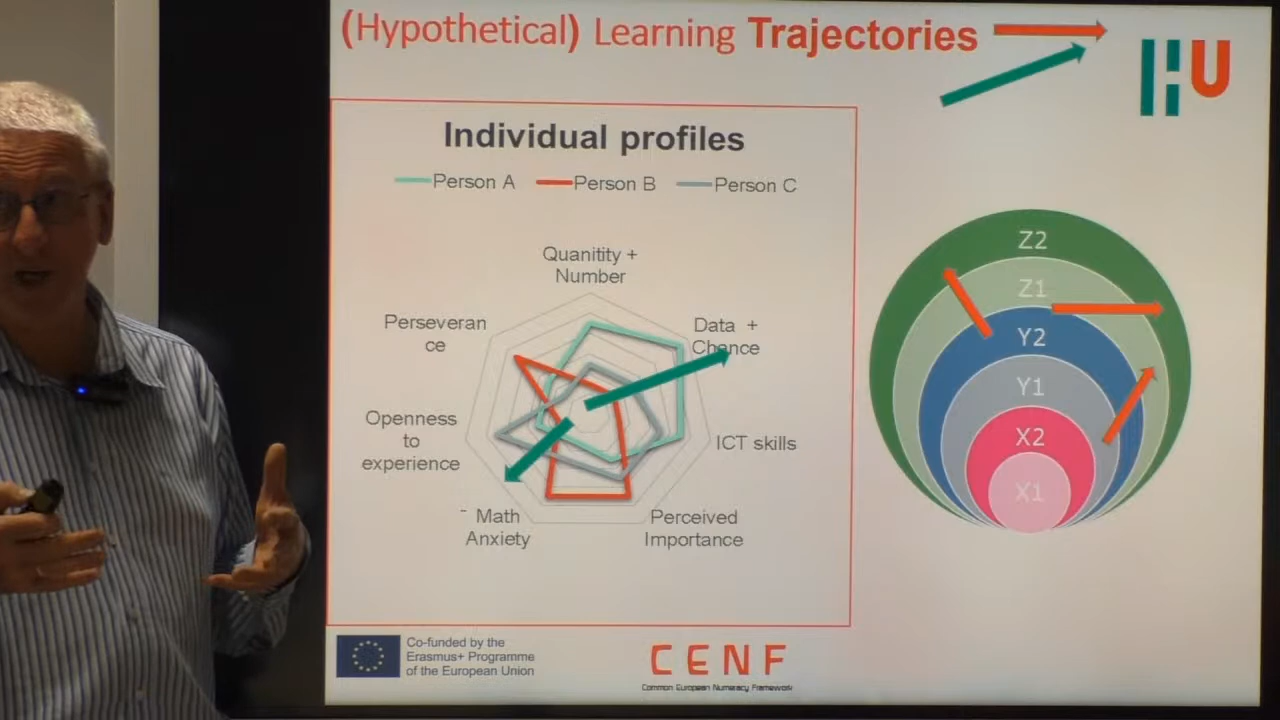 (Hypothetical) Learning Trajectories
HU
Individual profiles
Person A Person B Person C
Quanitity +
Number
Data +
Chance
ICT skills
Perceived
Importance
- Math
Anxiety
Openness
to
experience
Perseveran
ce
Z2
Z1
Y2
Y1
X2
X1
Co-funded by the
Erasmus+ Programme
of the European Union
CENF
Common European Numeracy Framework